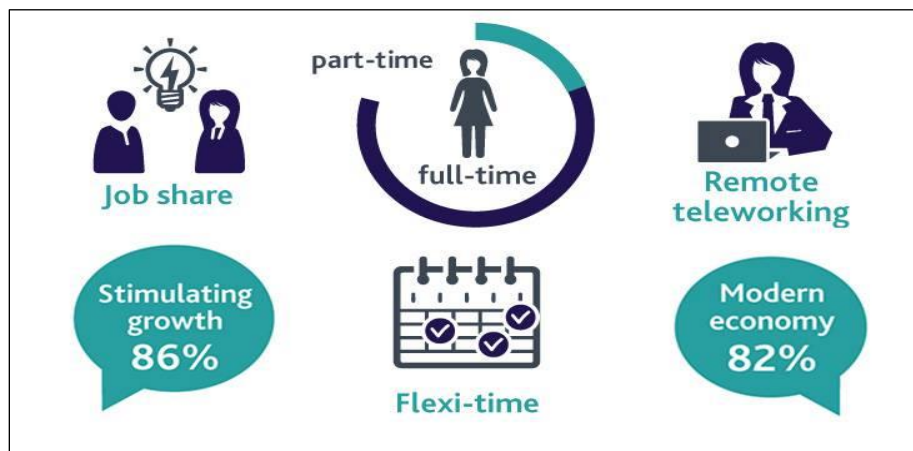 part-time
full-time
Job share
Remote
teleworking
Stimulating
growth
86%
Flexi-time
Modern
economy
82%